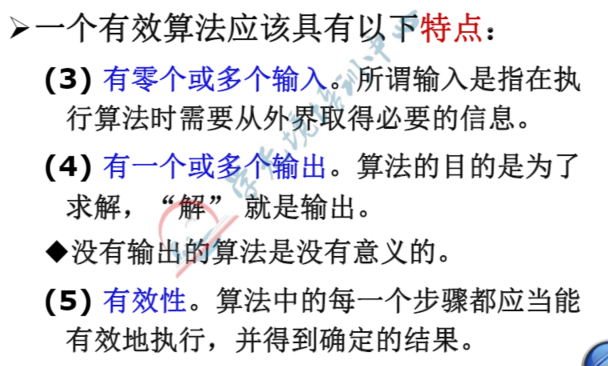 ➢一个有效算法应该具有以下特点：
(3) 有零个或多个输入。所谓输入是指在执
行算法时需要从外界取得必要的信息。
(4) 有一个或多个输出。算法的目的是为了
求解，“解” 就是输出。
◆没有输出的算法是没有意义的。
(5) 有效性。算法中的每一个步骤都应当能
有效地执行，并得到确定的结果。